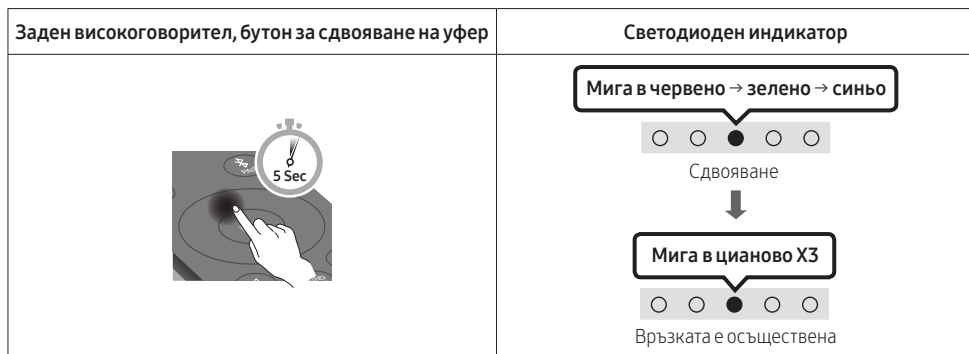 Заден високоговорител, бутон за сдвояване на уфер
Светодиоден индикатор
5 Sec
Мига в червено → зелено → синьо
Сдвояване
Мига в цианово X3
Връзката е осъществена